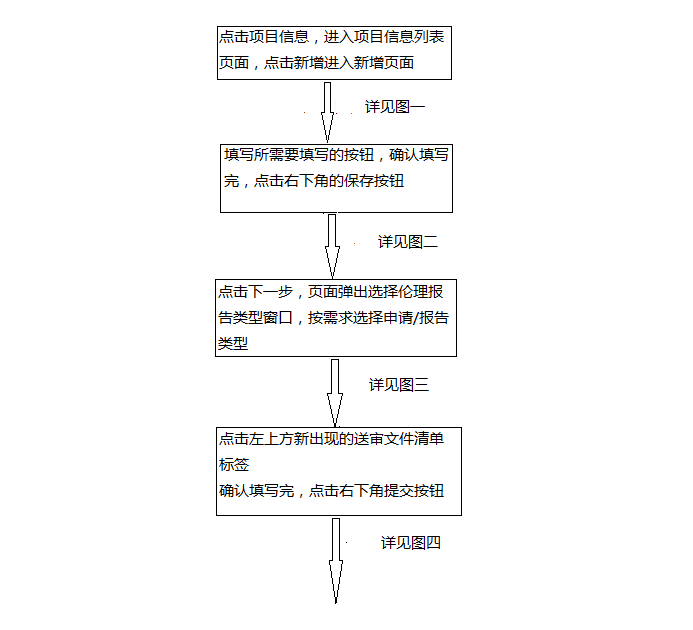 点击项目信息，进入项目信息列表
页面，点击新增进入新增页面
详见图一
填写所需要填写的按钮，确认填写
完，点击右下角的保存按钮
详见图二
点击下一步，页面弹出选择伦理报
告类型窗口，按需求选择申请/报告
类型
详见图三
点击左上方新出现的送审文件清单
标签
确认填写完，点击右下角提交按钮
详见图四